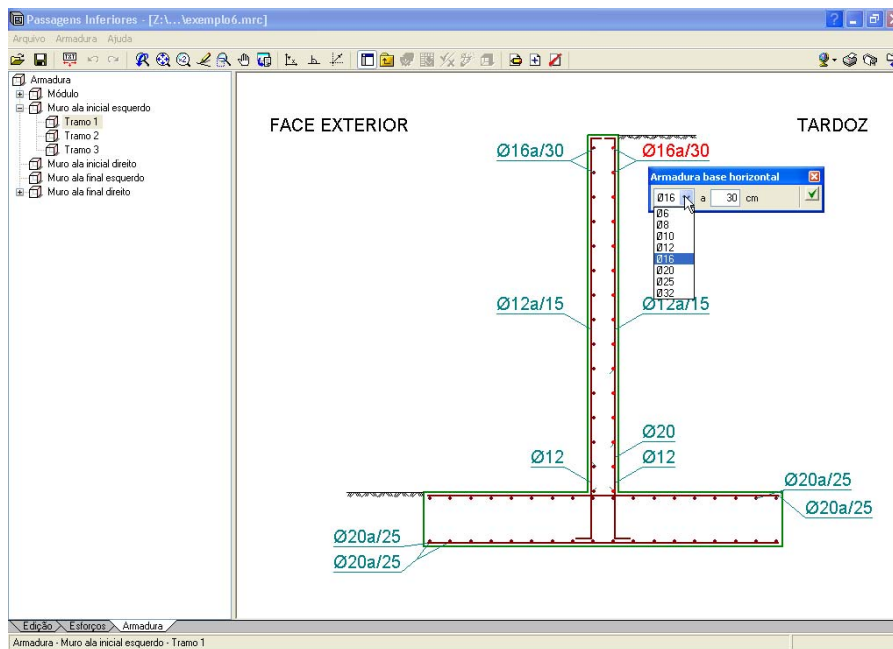 Passagens Inferiores - [Z:\...\exemplo6.mrc]
Arquivo Armadura Ajuda
Armadura
Módulo
Muro ala inicial esquerdo
Tramo 1
Tramo 2
Tramo 3
Muro ala inicial direito
Muro ala final esquerdo
Muro ala final direito
FACE EXTERIOR
TARDOZ
Ø16a/30
Ø16a/30
Armadura base horizontal
Ø16 a 30 cm
Ø6
Ø8
Ø10
Ø12
Ø16
Ø20
Ø25
Ø32
Ø12a/15
Ø12a/15
Ø20
Ø12
Ø12
Ø20a/25
Ø20a/25
Ø20a/25
Ø20a/25
Edição Esforços Armadura
Armadura - Muro ala inicial esquerdo - Tramo 1